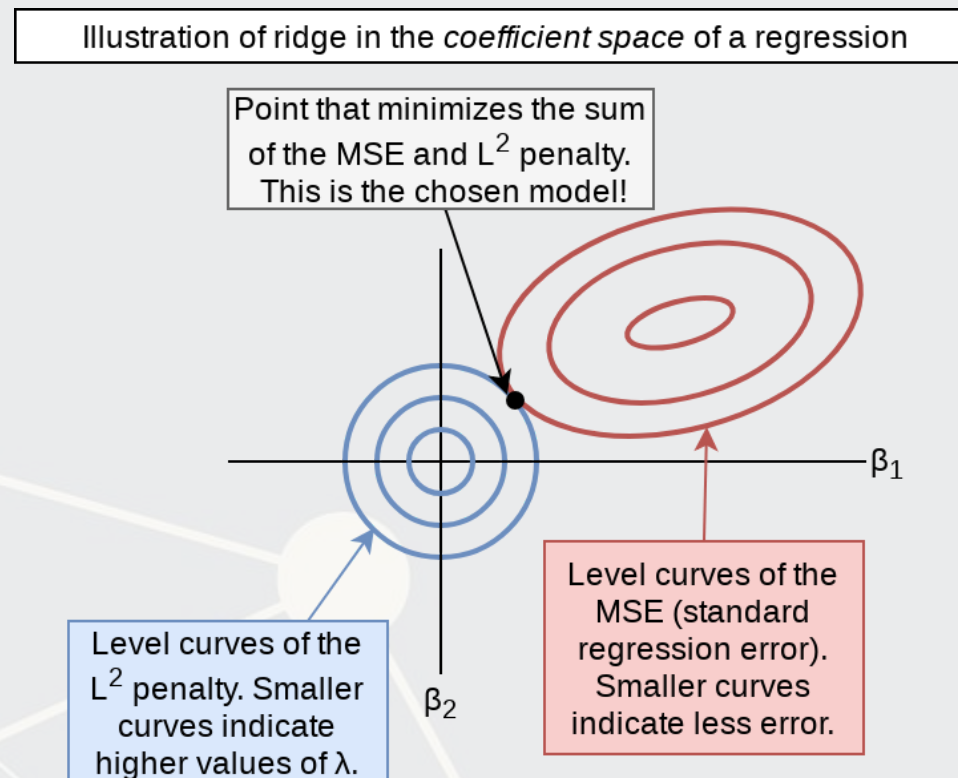 Illustration of ridge in the coefficient space of a regression
Point that minimizes the sum
of the MSE and L² penalty.
This is the chosen model!
β₁
β₂
Level curves of the
L² penalty. Smaller
curves indicate
higher values of λ.
Level curves of the
MSE (standard
regression error).
Smaller curves
indicate less error.